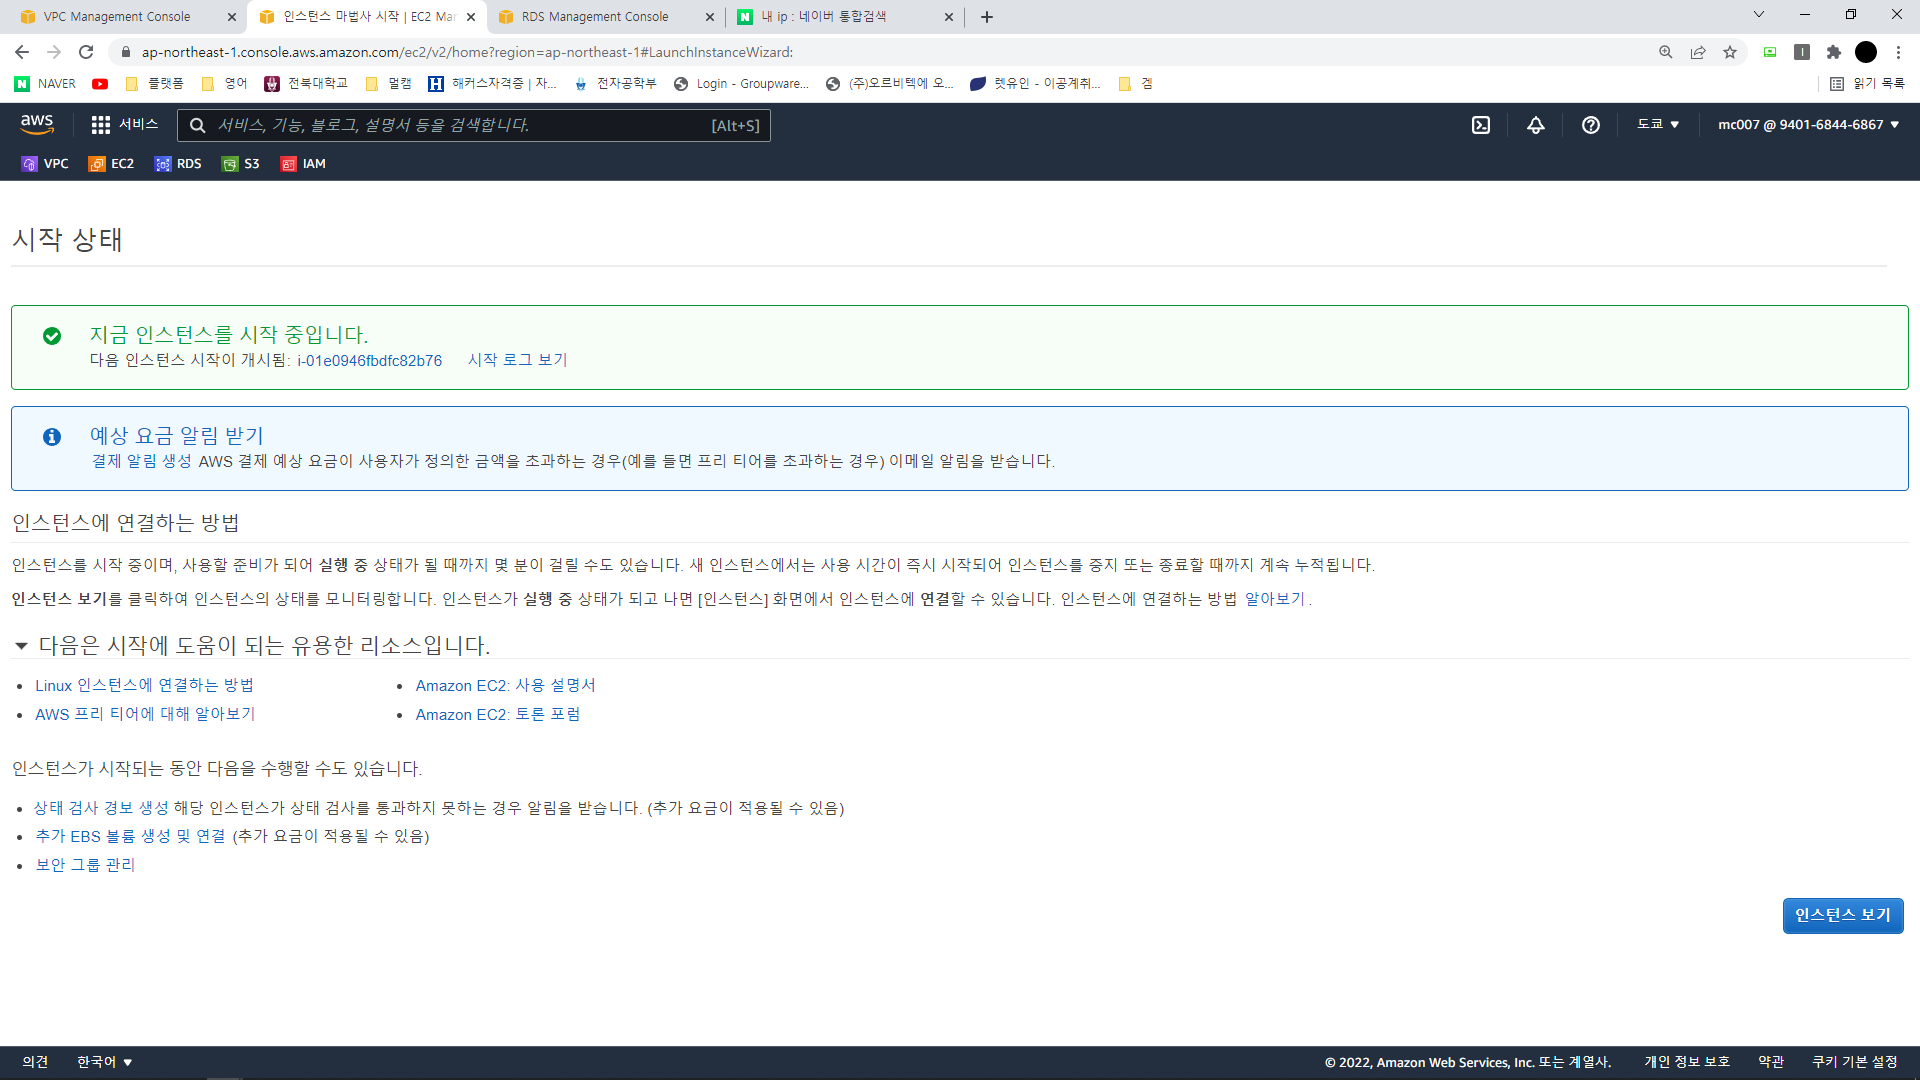 VPC Management Console
인스턴스 마법사 시작 | EC2 Mar
RDS Management Console
내 ip : 네이버 통합검색
ap-northeast-1.console.aws.amazon.com/ec2/v2/home?region=ap-northeast-1#LaunchInstanceWizard:
NAVER 플랫폼 영어 전북대학교 멀캠 해커스자격증 | 자... 전자공학부 Login - Groupware... (주)오르비텍에 오... 렛유인 - 이공계취... 겜 읽기 목록
aws 서비스 서비스, 기능, 블로그, 설명서 등을 검색합니다. [Alt+S] 도쿄 mc007 @ 9401-6844-6867
VPC EC2 RDS S3 IAM
시작 상태
지금 인스턴스를 시작 중입니다.
다음 인스턴스 시작이 개시됨: i-01e0946fbdfc82b76 시작 로그 보기
예상 요금 알림 받기
결제 알림 생성 AWS 결제 예상 요금이 사용자가 정의한 금액을 초과하는 경우(예를 들면 프리 티어를 초과하는 경우) 이메일 알림을 받습니다.
인스턴스에 연결하는 방법
인스턴스를 시작 중이며, 사용할 준비가 되어 실행 중 상태가 될 때까지 몇 분이 걸릴 수도 있습니다. 새 인스턴스에서는 사용 시간이 즉시 시작되어 인스턴스를 중지 또는 종료할 때까지 계속 누적됩니다.
인스턴스 보기를 클릭하여 인스턴스의 상태를 모니터링합니다. 인스턴스가 실행 중 상태가 되고 나면 [인스턴스] 화면에서 인스턴스에 연결할 수 있습니다. 인스턴스에 연결하는 방법 알아보기.
다음은 시작에 도움이 되는 유용한 리소스입니다.
• Linux 인스턴스에 연결하는 방법
• Amazon EC2: 사용 설명서
• AWS 프리 티어에 대해 알아보기
• Amazon EC2: 토론 포럼
인스턴스가 시작되는 동안 다음을 수행할 수도 있습니다.
• 상태 검사 경보 생성 해당 인스턴스가 상태 검사를 통과하지 못하는 경우 알림을 받습니다. (추가 요금이 적용될 수 있음)
• 추가 EBS 볼륨 생성 및 연결 (추가 요금이 적용될 수 있음)
• 보안 그룹 관리
인스턴스 보기
의견 한국어 © 2022, Amazon Web Services, Inc. 또는 계열사. 개인 정보 보호 약관 쿠키 기본 설정